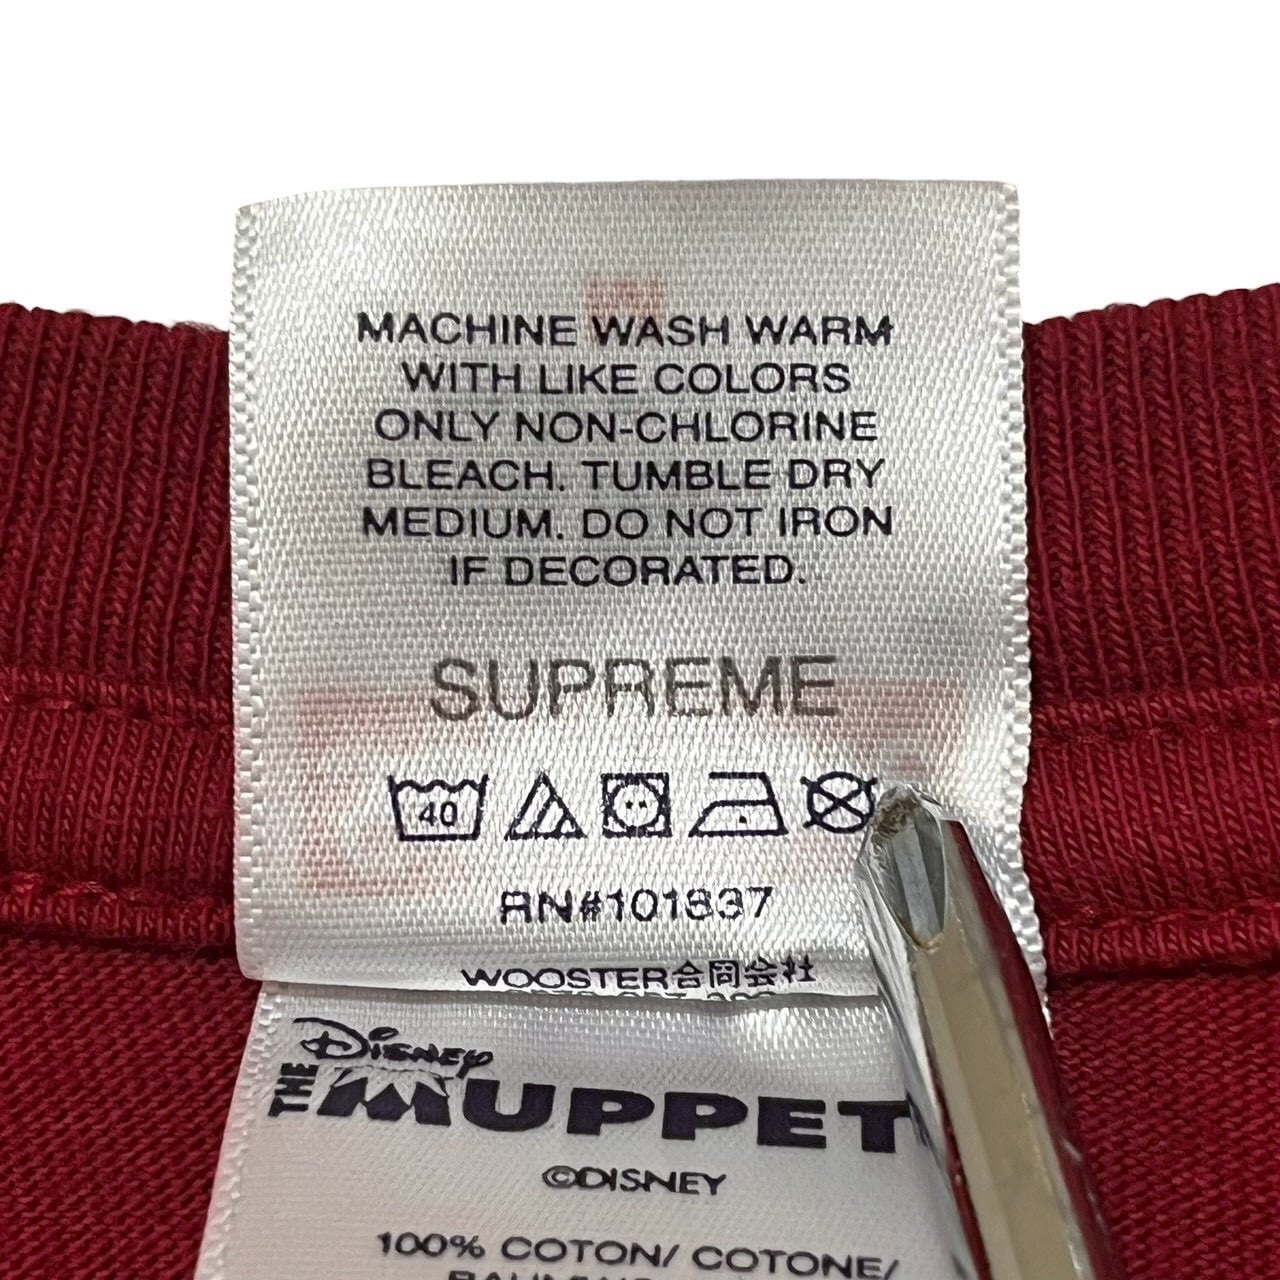 MACHINE WASH WARM
WITH LIKE COLORS
ONLY NON-CHLORINE
BLEACH. TUMBLE DRY
MEDIUM. DO NOT IRON
IF DECORATED.
SUPREME
40
RN#101837
WOOSTER合同会社
Disney
THE MUPPET
©DISNEY
100% COTON/ COTONE/